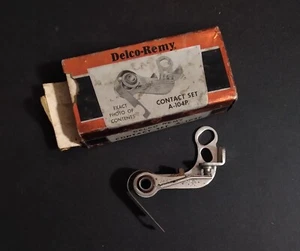 Delco-Remy
EXACT
PHOTO OF
CONTENTS
CONTACT SET
A-104P